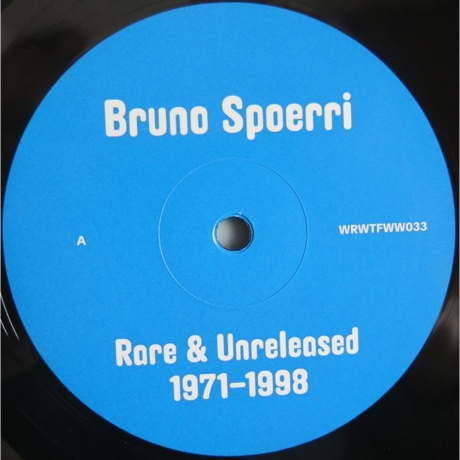 Bruno Spoerri
A
WRWTFWW033
Rare & Unreleased
1971–1998